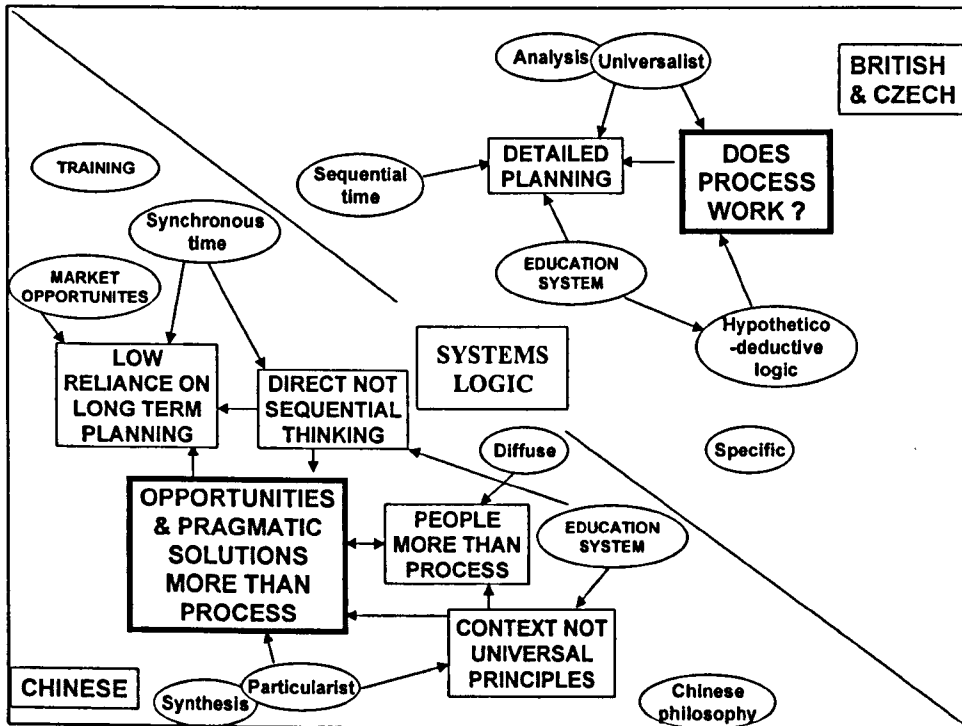 Analysis
Universalist
BRITISH
& CZECH
TRAINING
Sequential
time
DETAILED
PLANNING
DOES
PROCESS
WORK ?
Synchronous
time
MARKET
OPPORTUNITES
EDUCATION
SYSTEM
Hypothetico
-deductive
logic
LOW
RELIANCE ON
LONG TERM
PLANNING
DIRECT NOT
SEQUENTIAL
THINKING
SYSTEMS
LOGIC
Diffuse
Specific
OPPORTUNITIES
& PRAGMATIC
SOLUTIONS
MORE THAN
PROCESS
PEOPLE
MORE THAN
PROCESS
EDUCATION
SYSTEM
CONTEXT NOT
UNIVERSAL
PRINCIPLES
CHINESE
Synthesis
Particularist
Chinese
philosophy